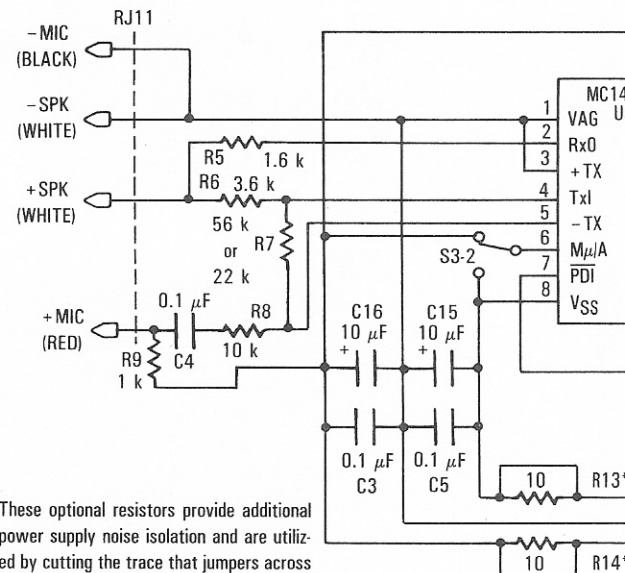 RJ11
– MIC
(BLACK)
– SPK
(WHITE)
+ SPK
(WHITE)
+ MIC
(RED)
R5
1.6 k
R6
3.6 k
56 k
or
22 k
R7
0.1 μF
C4
R8
10 k
R9
1 k
C16
10 μF
+
C15
10 μF
+
0.1 μF
C3
0.1 μF
C5
S3-2
MC14
U
1
VAG
2
RxO
3
+ TX
4
TxI
5
– TX
6
Mμ/A
7
PDI
8
VSS
10
R13*
10
R14*
These optional resistors provide additional
power supply noise isolation and are utiliz-
ed by cutting the trace that jumpers across